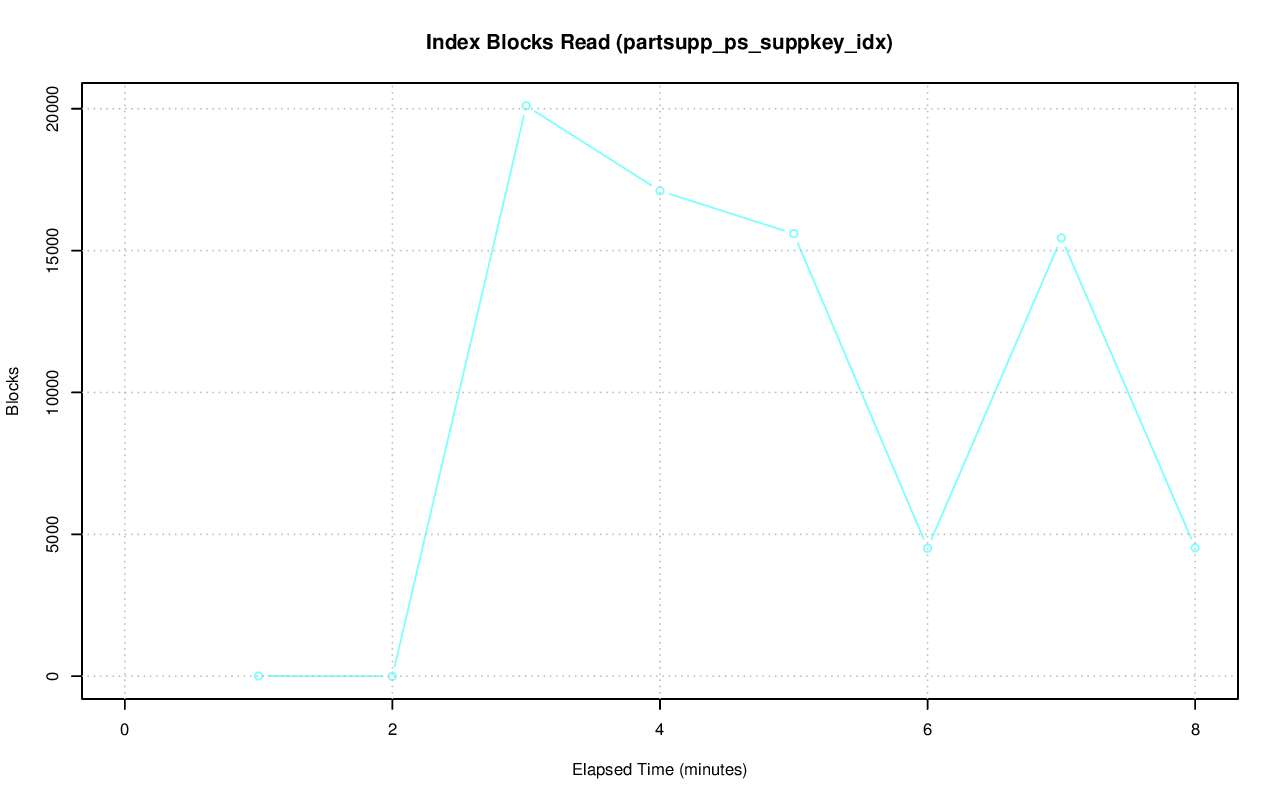 Index Blocks Read (partsupp_ps_suppkey_idx)
20000
15000
10000
5000
0
Blocks
0 2 4 6 8
Elapsed Time (minutes)